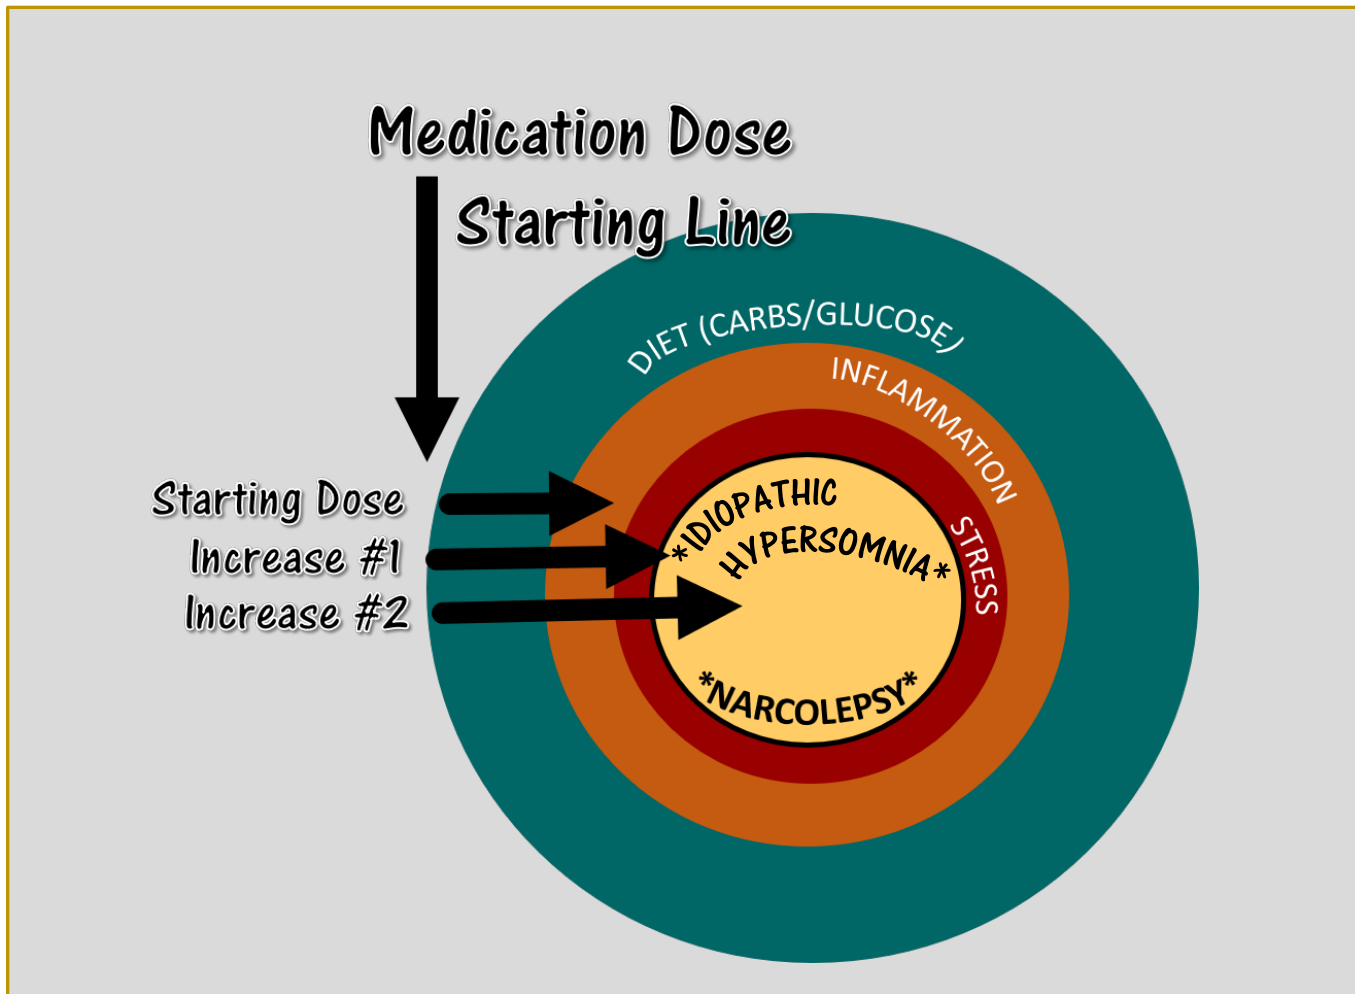 Medication Dose
Starting Line
DIET (CARBS/GLUCOSE)
INFLAMMATION
STRESS
Starting Dose
Increase #1
Increase #2
*IDIOPATHIC
HYPERSOMNIA*
*NARCOLEPSY*